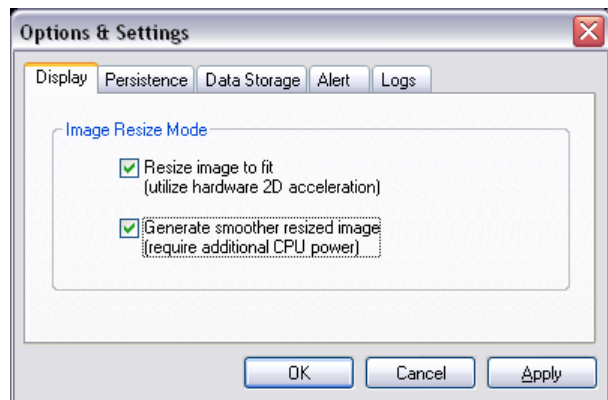 Options & Settings
Display Persistence Data Storage Alert Logs
Image Resize Mode
Resize image to fit
(utilize hardware 2D acceleration)
Generate smoother resized image
(require additional CPU power)
OK Cancel Apply